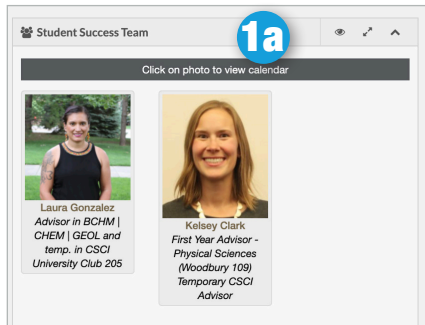 Student Success Team
1a
Click on photo to view calendar
Laura Gonzalez
Advisor in BCHM |
CHEM | GEOL and
temp. in CSCI
University Club 205
Kelsey Clark
First Year Advisor -
Physical Sciences
(Woodbury 109)
Temporary CSCI
Advisor